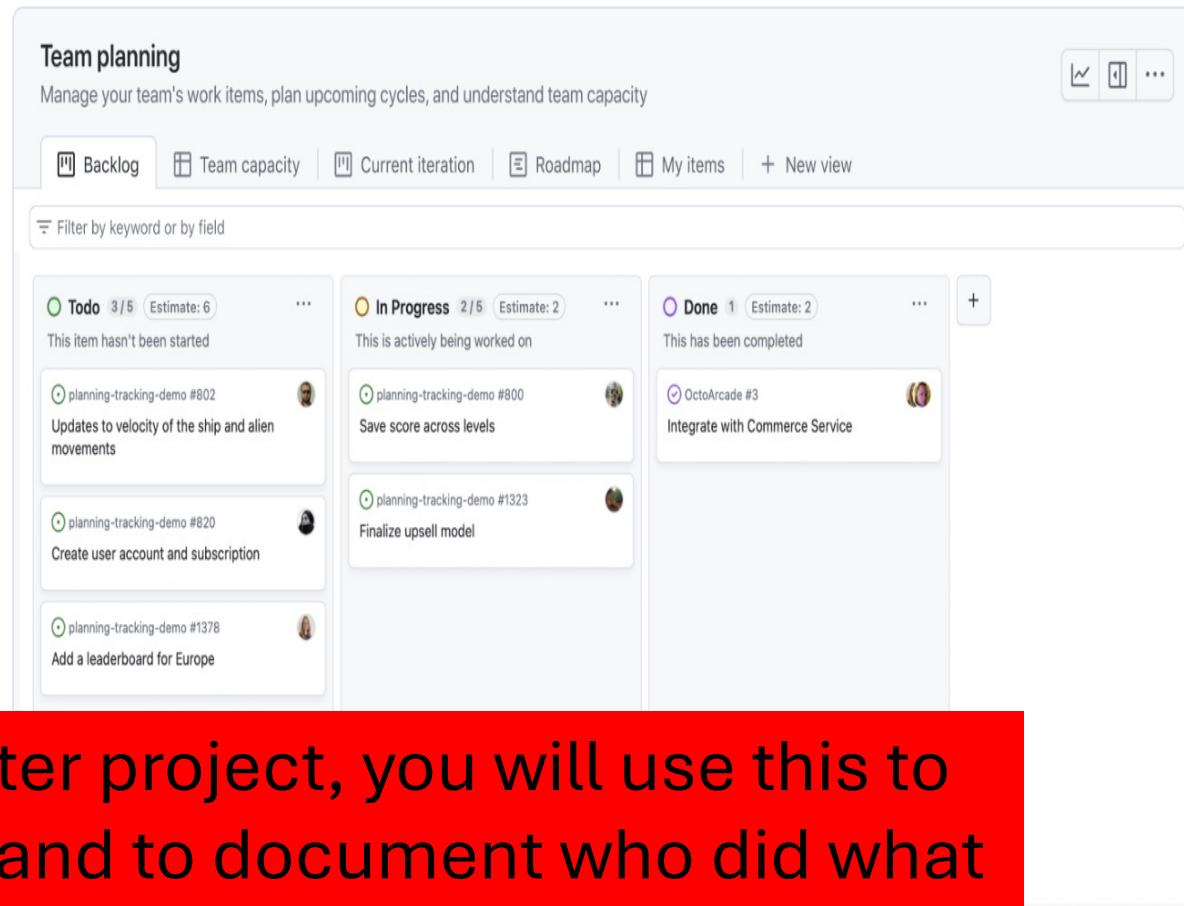 Team planning
Manage your team's work items, plan upcoming cycles, and understand team capacity
Backlog
Team capacity
Current iteration
Roadmap
My items
+ New view
Filter by keyword or by field
Todo 3/5 Estimate: 6
This item hasn't been started
planning-tracking-demo #802
Updates to velocity of the ship and alien
movements
planning-tracking-demo #820
Create user account and subscription
planning-tracking-demo #1378
Add a leaderboard for Europe
In Progress 2/5 Estimate: 2
This is actively being worked on
planning-tracking-demo #800
Save score across levels
planning-tracking-demo #1323
Finalize upsell model
Done 1 Estimate: 2
This has been completed
OctoArcade #3
Integrate with Commerce Service
+
ter project, you will use this to
and to document who did what